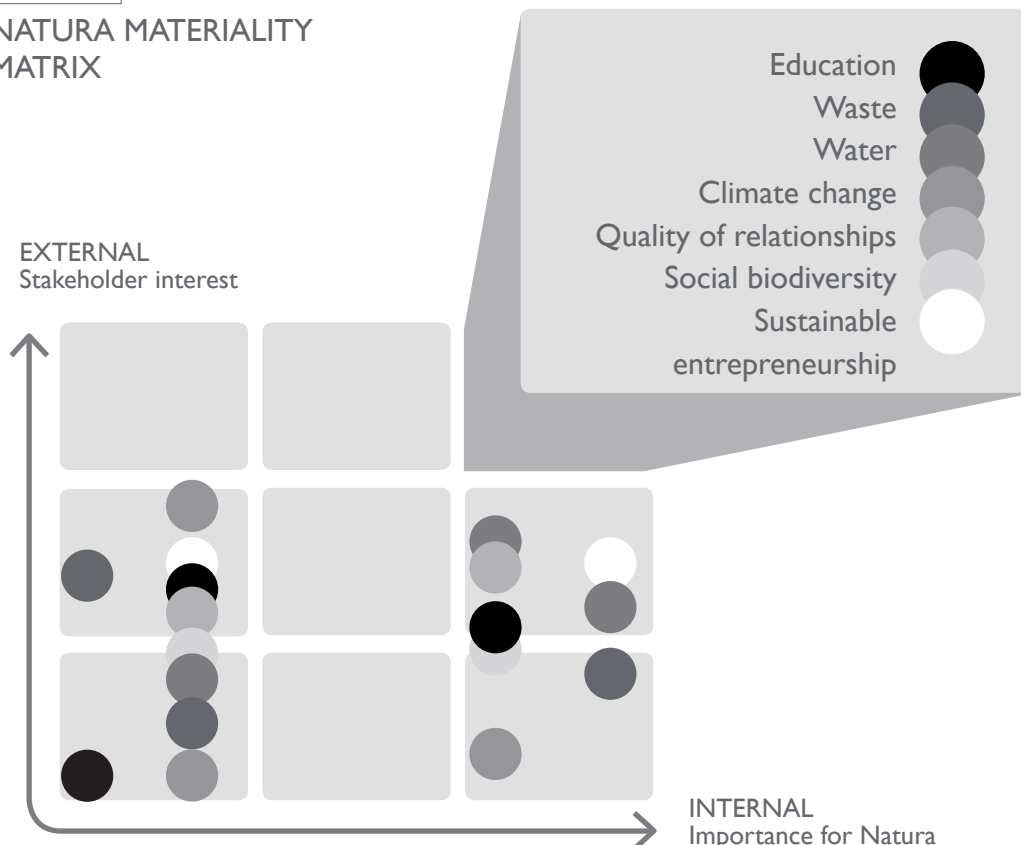 NATURA MATERIALITY
MATRIX
Education
Waste
Water
Climate change
Quality of relationships
Social biodiversity
Sustainable
entrepreneurship
EXTERNAL
Stakeholder interest
INTERNAL
Importance for Natura